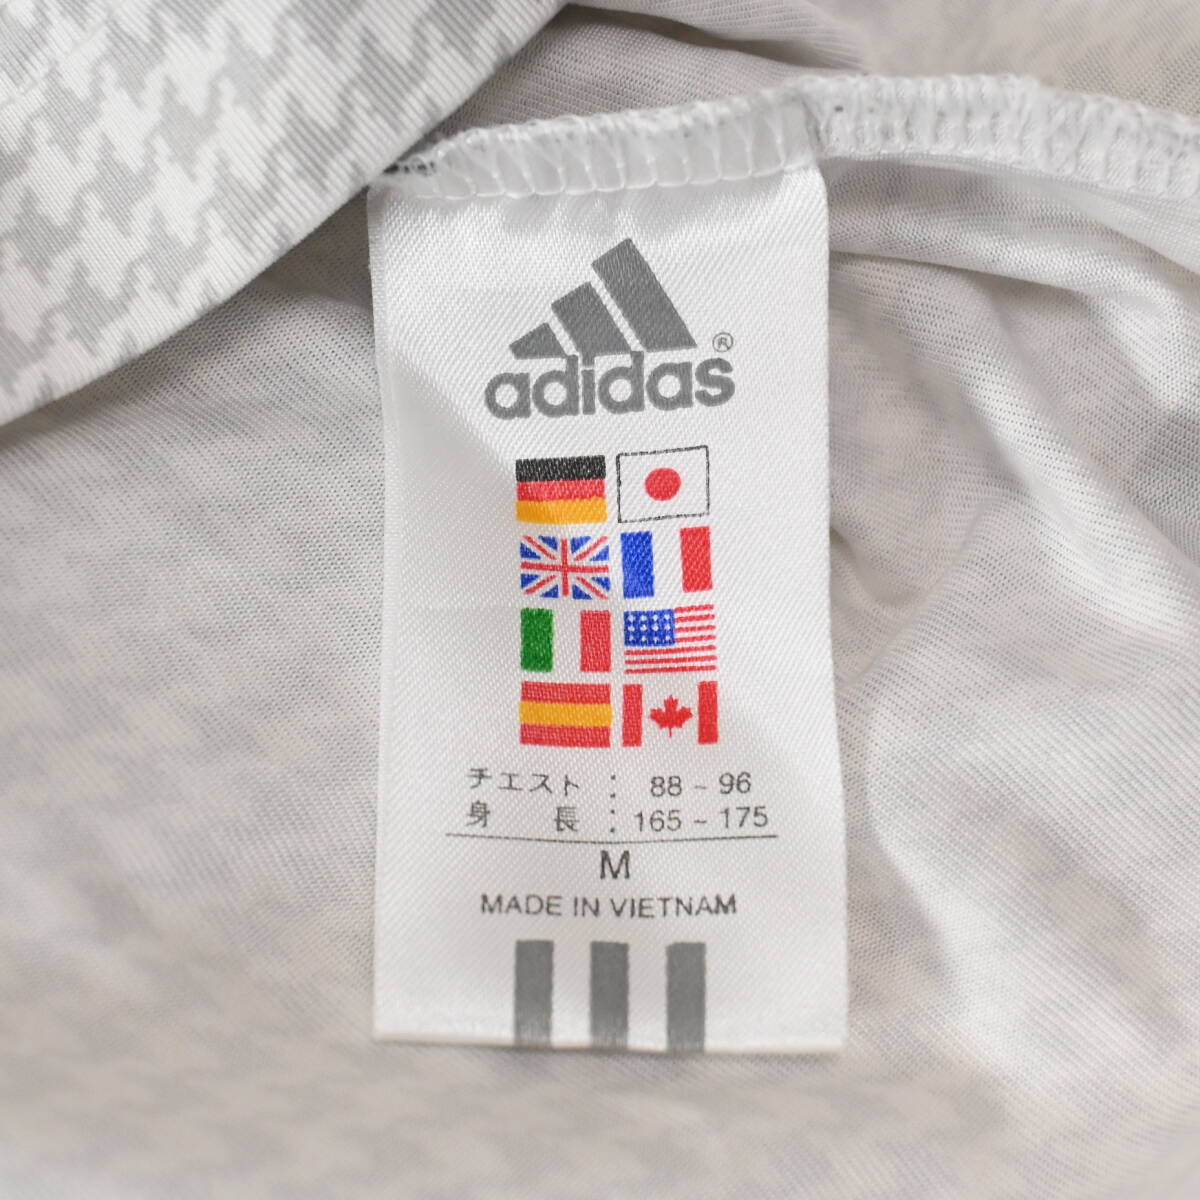 adidas®
チエスト : 88 ~ 96
身 長 : 165 ~ 175
M
MADE IN VIETNAM